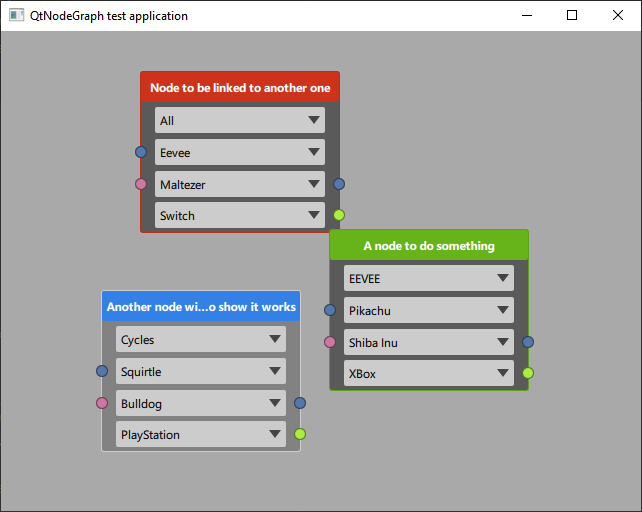 QtNodeGraph test application
Node to be linked to another one
All
Eevee
Maltezer
Switch
A node to do something
EEVEE
Pikachu
Shiba Inu
XBox
Another node wi...o show it works
Cycles
Squirtle
Bulldog
PlayStation